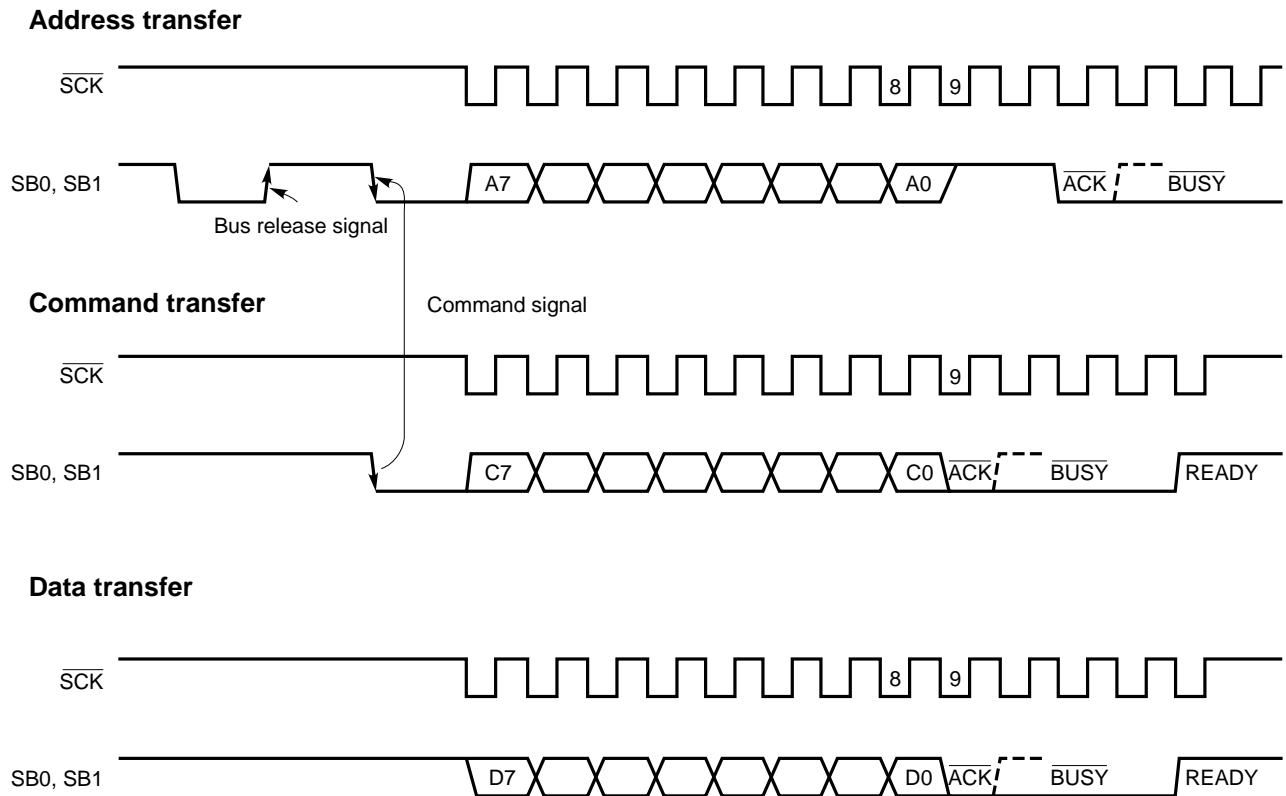 Address transfer
SCK
8 9
SB0, SB1 A7 A0 ACK BUSY
Bus release signal
Command transfer Command signal
SCK
9
SB0, SB1 C7 C0 ACK BUSY READY
Data transfer
SCK
8 9
SB0, SB1 D7 D0 ACK BUSY READY